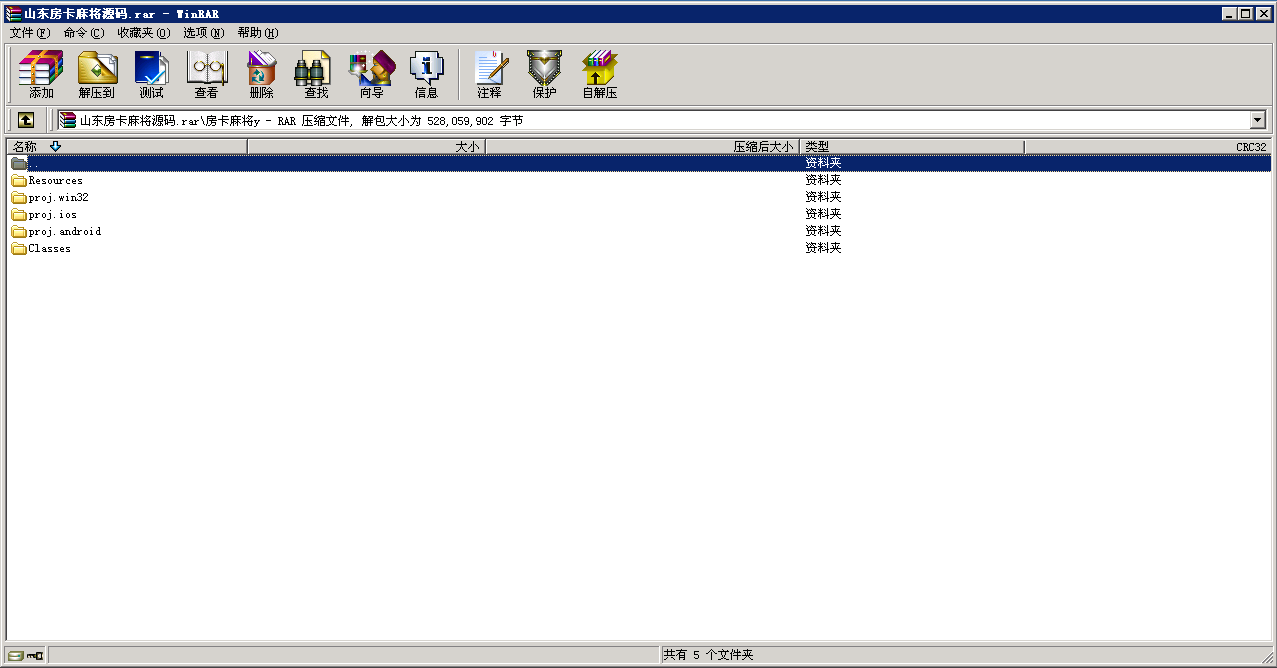 山东房卡麻将源码.rar - WinRAR
文件(F) 命令(C) 收藏夹(O) 选项(N) 帮助(H)
添加 解压到 测试 查看 删除 查找 向导 信息 注释 保护 自解压
山东房卡麻将源码.rar\房卡麻将y - RAR 压缩文件, 解包大小为 528,059,902 字节
名称 大小 压缩后大小 类型 CRC32
.. 资料夹
Resources 资料夹
proj.win32 资料夹
proj.ios 资料夹
proj.android 资料夹
Classes 资料夹
共有 5 个文件夹